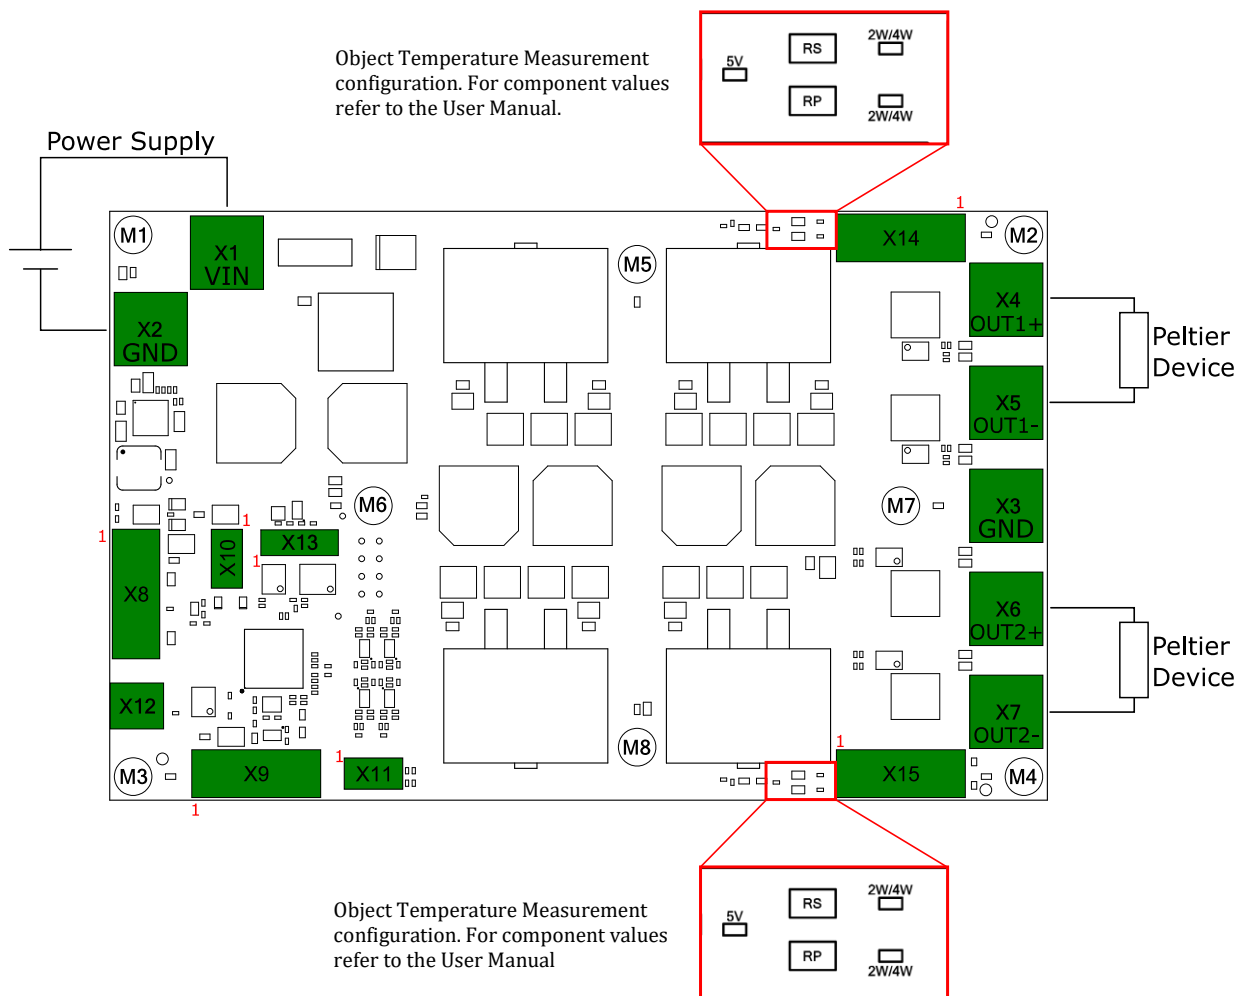 Object Temperature Measurement
configuration. For component values
refer to the User Manual.
5V
RS
2W/4W
RP
2W/4W
Power Supply
1
M1
X1
VIN
M5
X14
M2
X2
GND
X4
OUT1+
Peltier
Device
X5
OUT1-
M6
M7
X3
GND
1
1
X10
X13
1
X8
X6
OUT2+
Peltier
Device
X12
X7
OUT2-
M3
X9
1
1
X11
M8
1
X15
M4
Object Temperature Measurement
configuration. For component values
refer to the User Manual
5V
RS
2W/4W
RP
2W/4W